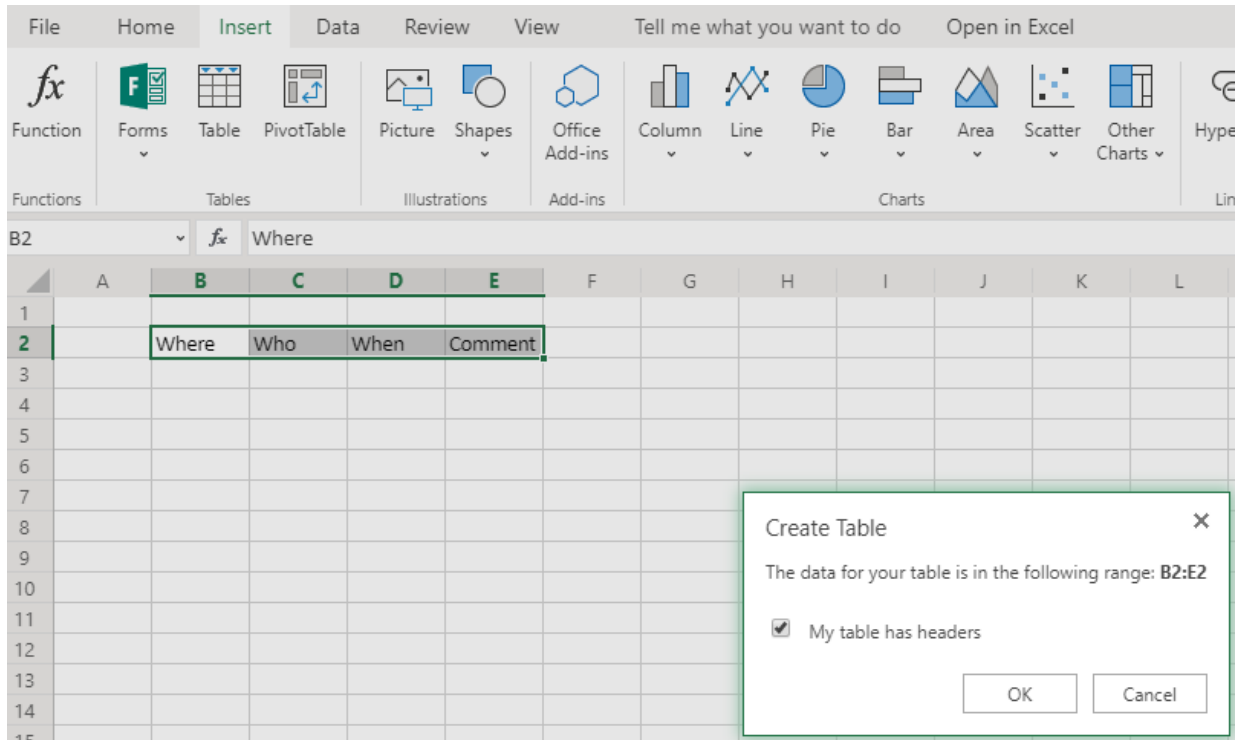 File Home Insert Data Review View Tell me what you want to do Open in Excel
Function Forms Table PivotTable Picture Shapes Office Add-ins Column Line Pie Bar Area Scatter Other Charts
Functions Tables Illustrations Add-ins Charts
B2 fx Where
A B C D E F G H I J K L
1
2 Where Who When Comment
3
4
5
6
7
8
9
10
11
12
13
14
15
Create Table
The data for your table is in the following range: B2:E2
My table has headers
OK Cancel